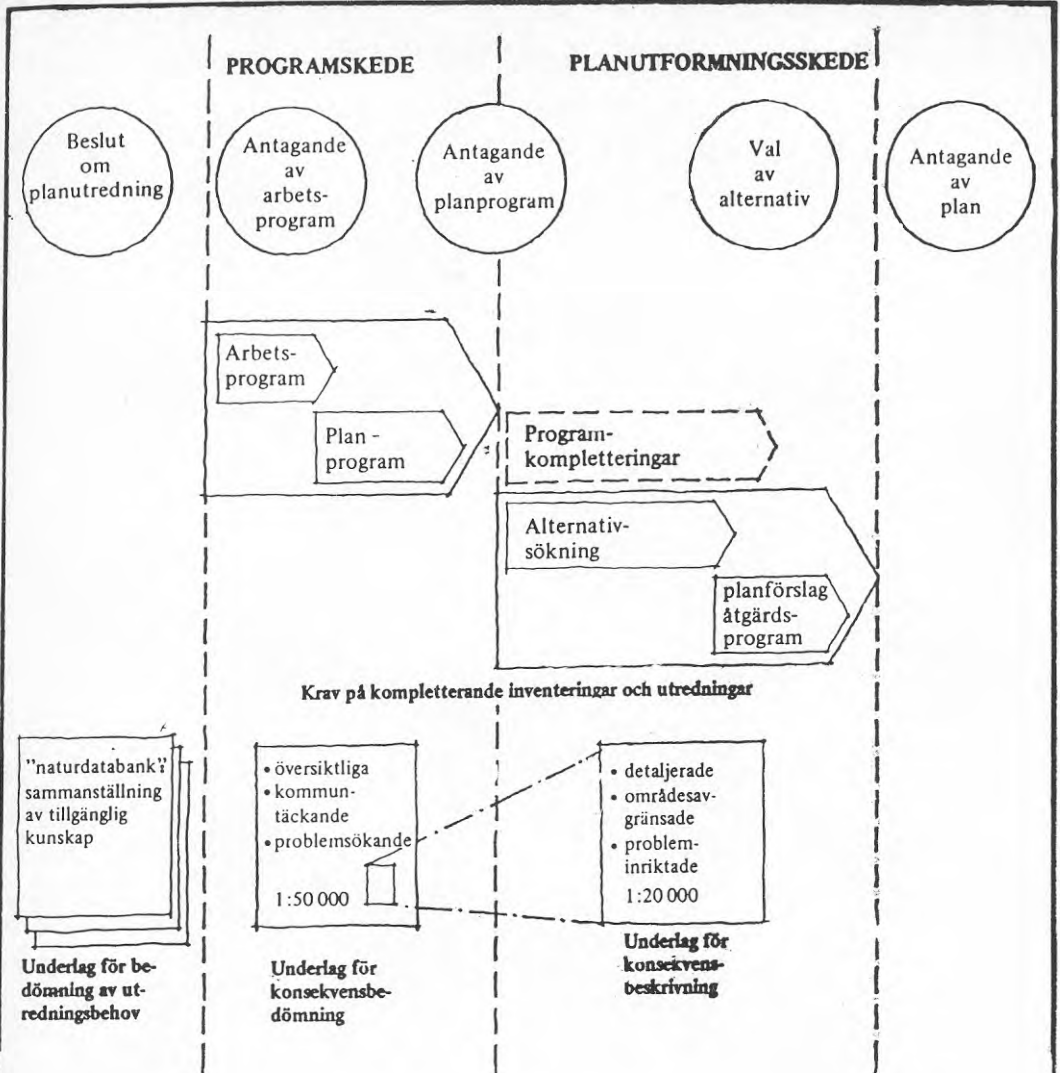 PROGRAMSKEDE
PLANUTFORMNINGSSKEDE
Beslut
om
planutredning
Antagande
av
arbets-
program
Antagande
av
planprogram
Val
av
alternativ
Antagande
av
plan
Arbets-
program
Plan -
program
Program-
kompletteringar
Alternativ-
sökning
planförslag
åtgärds-
program
Krav på kompletterande inventeringar och utredningar
"naturdatabank":
sammanställning
av tillgänglig
kunskap
• översiktliga
• kommun-
täckande
• problemsökande
1:50 000
• detaljerade
• områdesav-
gränsade
• problem-
inriktade
1:20 000
Underlag för be-
dömning av ut-
redningsbehov
Underlag för
konsekvensbe-
dömning
Underlag för
konsekvens-
beskrivning